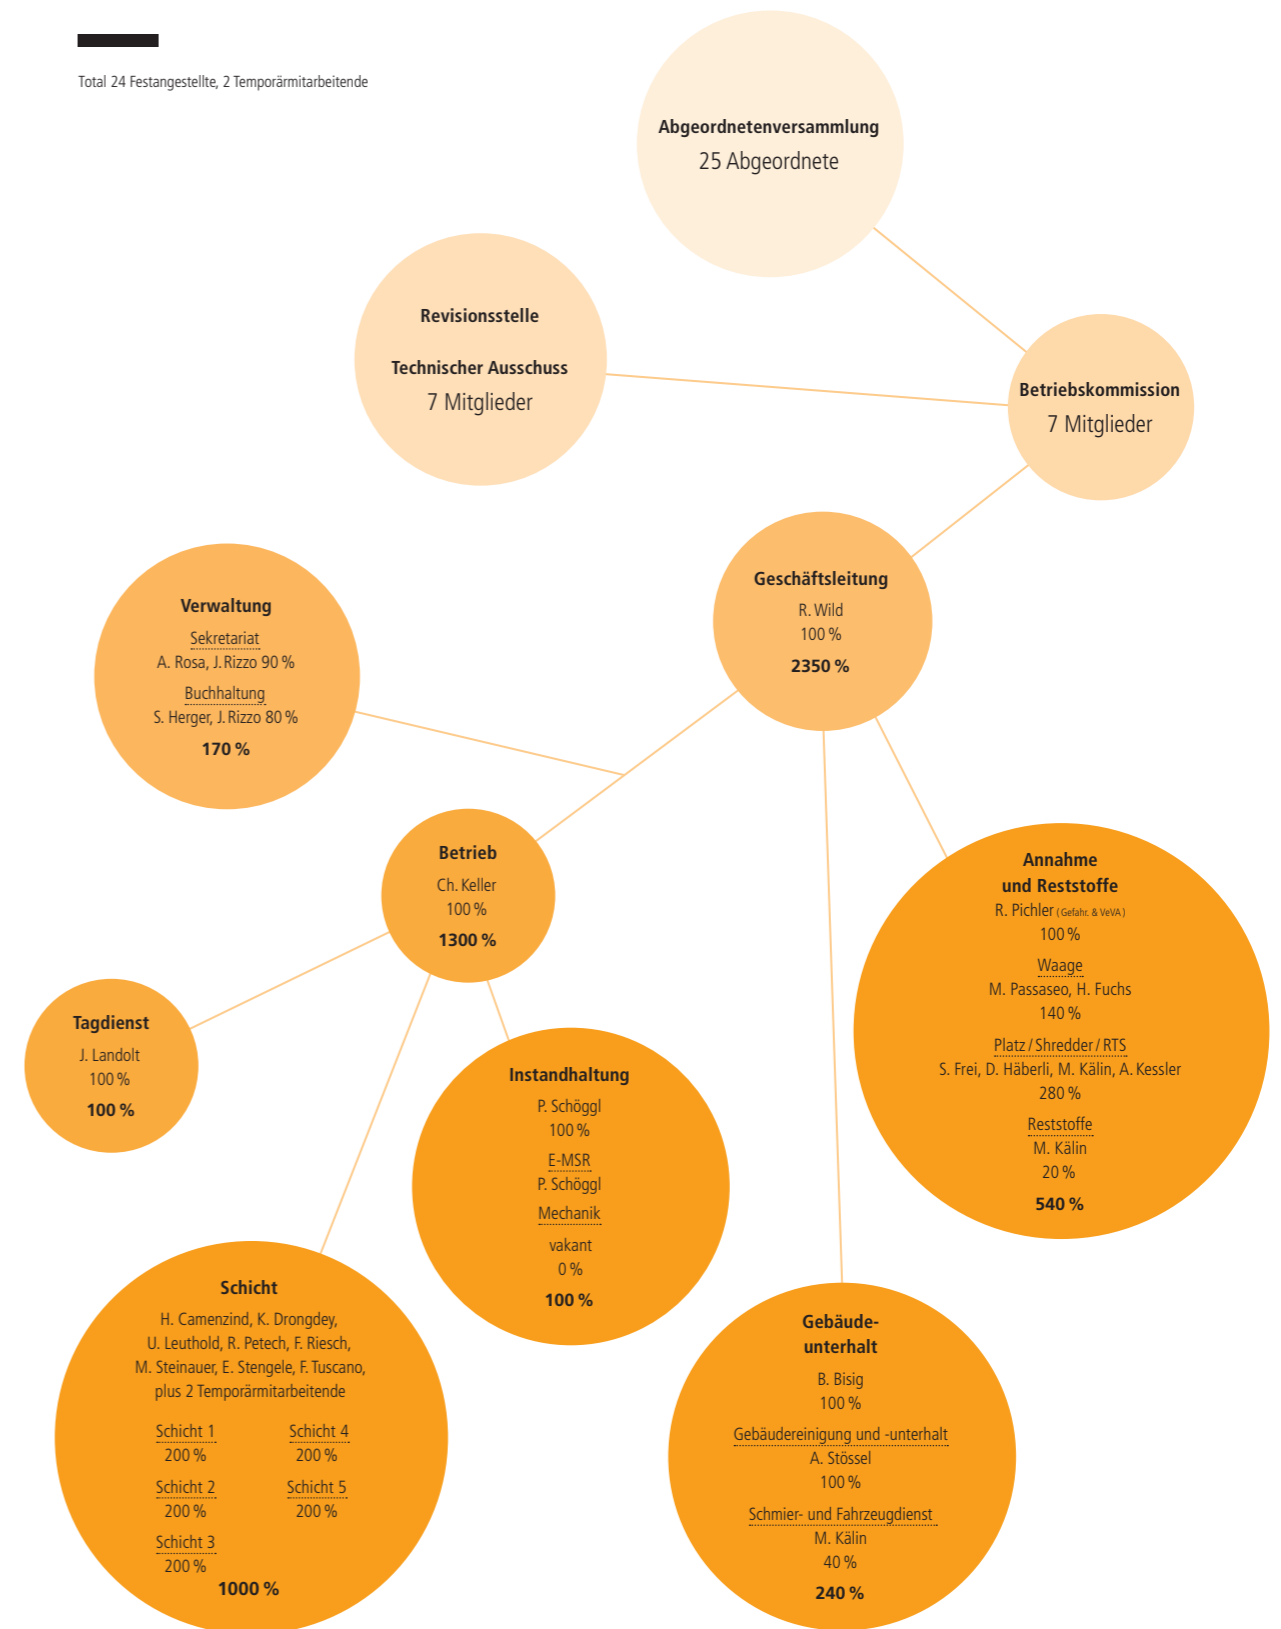 Total 24 Festangestellte, 2 Temporärmitarbeitende
Abgeordnetenversammlung
25 Abgeordnete
Revisionsstelle
Technischer Ausschuss
7 Mitglieder
Betriebskommission
7 Mitglieder
Geschäftsleitung
R. Wild
100 %
2350 %
Verwaltung
Sekretariat
A. Rosa, J. Rizzo 90 %
Buchhaltung
S. Herger, J. Rizzo 80 %
170 %
Betrieb
Ch. Keller
100 %
1300 %
Annahme
und Reststoffe
R. Pichler (Gefahr. & VeVA)
100 %
Waage
M. Passaseo, H. Fuchs
140 %
Platz / Shredder / RTS
S. Frei, D. Häberli, M. Kälin, A. Kessler
280 %
Reststoffe
M. Kälin
20 %
540 %
Tagdienst
J. Landolt
100 %
100 %
Instandhaltung
P. Schöggl
100 %
E-MSR
P. Schöggl
Mechanik
vakant
0 %
100 %
Schicht
H. Camenzind, K. Drongdey,
U. Leuthold, R. Petech, F. Riesch,
M. Steinauer, E. Stengele, F. Tuscano,
plus 2 Temporärmitarbeitende
Schicht 1
200 %
Schicht 2
200 %
Schicht 3
200 %
Schicht 4
200 %
Schicht 5
200 %
1000 %
Gebäude-
unterhalt
B. Bisig
100 %
Gebäudereinigung und -unterhalt
A. Stössel
100 %
Schmier- und Fahrzeugdienst
M. Kälin
40 %
240 %